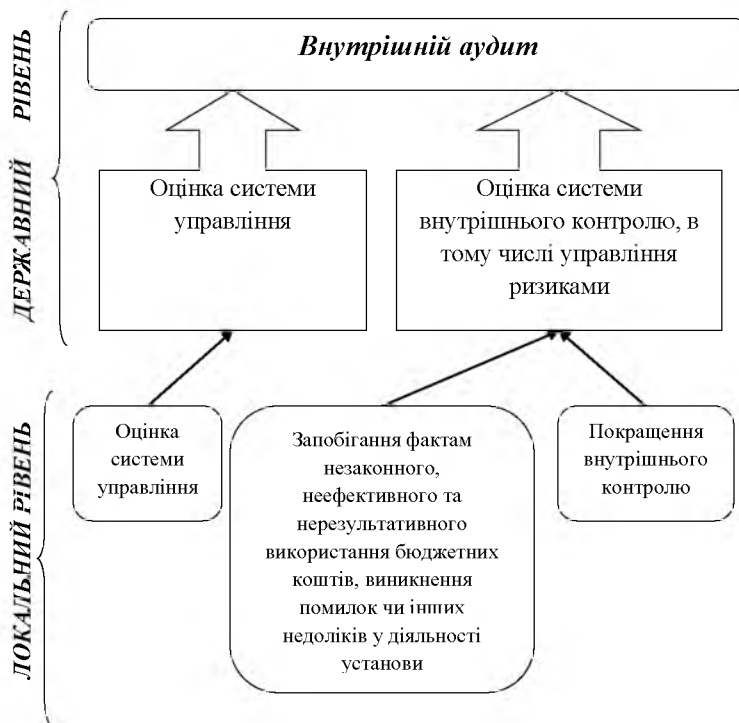 ДЕРЖАВНИЙ РІВЕНЬ
Внутрішній аудит
Оцінка системи
управління
Оцінка системи
внутрішнього контролю, в
тому числі управління
ризиками
ЛОКАЛЬНИЙ РІВЕНЬ
Оцінка
системи
управління
Запобігання фактам
незаконного,
неефективного та
нерезультативного
використання бюджетних
коштів, виникнення
помилок чи інших
недоліків у діяльності
установи
Покращення
внутрішнього
контролю